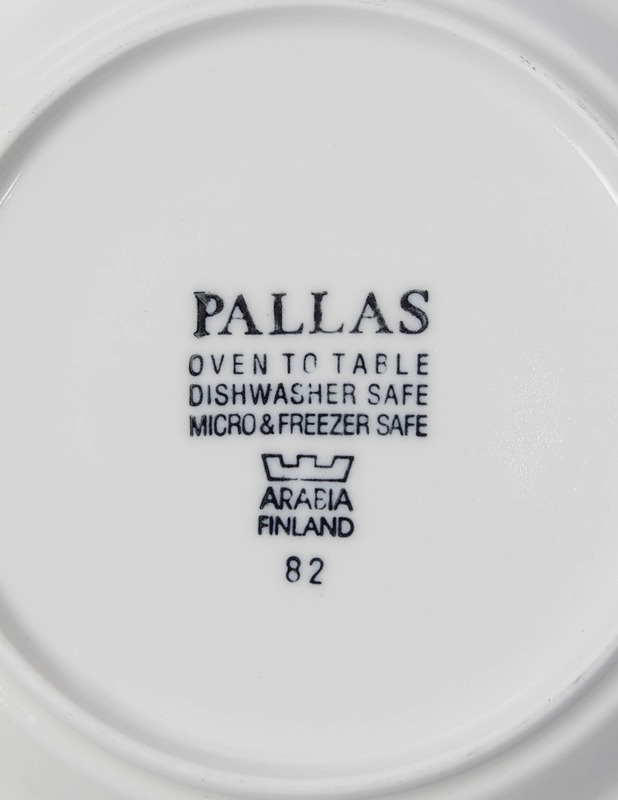 PALLAS
OVEN TO TABLE
DISHWASHER SAFE
MICRO & FREEZER SAFE
ARABIA
FINLAND
82